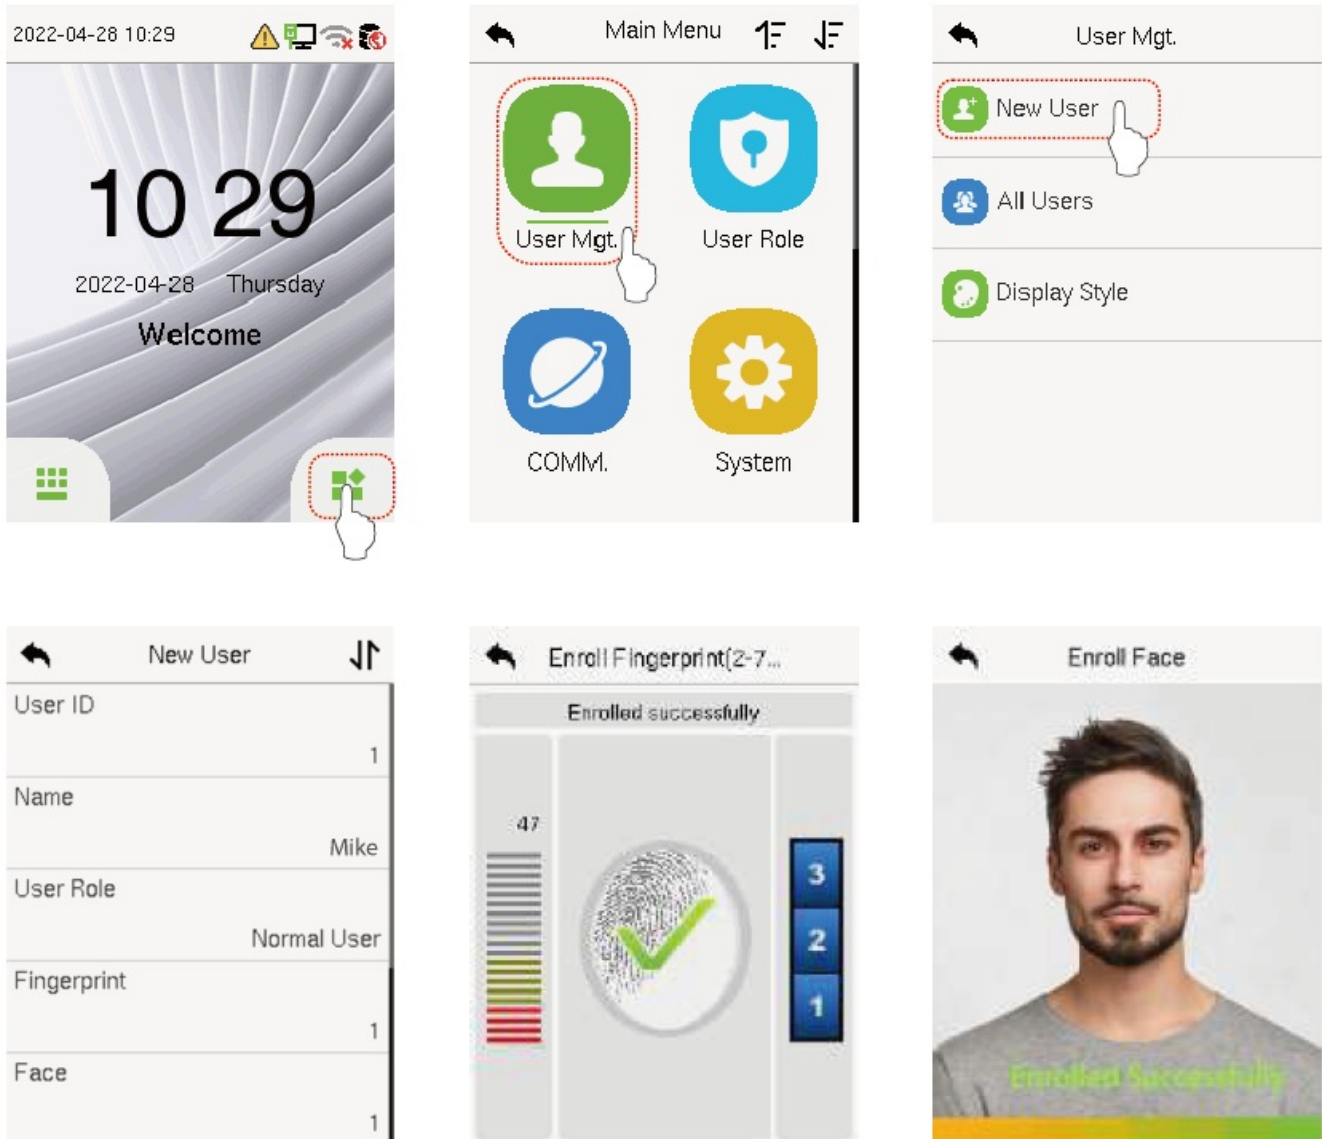 2022-04-28 10:29
10 29
2022-04-28 Thursday
Welcome
Main Menu
User Mgt.
User Role
COMM.
System
User Mgt.
New User
All Users
Display Style
New User
User ID
1
Name
Mike
User Role
Normal User
Fingerprint
1
Face
1
Enroll Fingerprint(2-7...
Enrolled successfully
47
3
2
1
Enroll Face
Enrolled Successfully